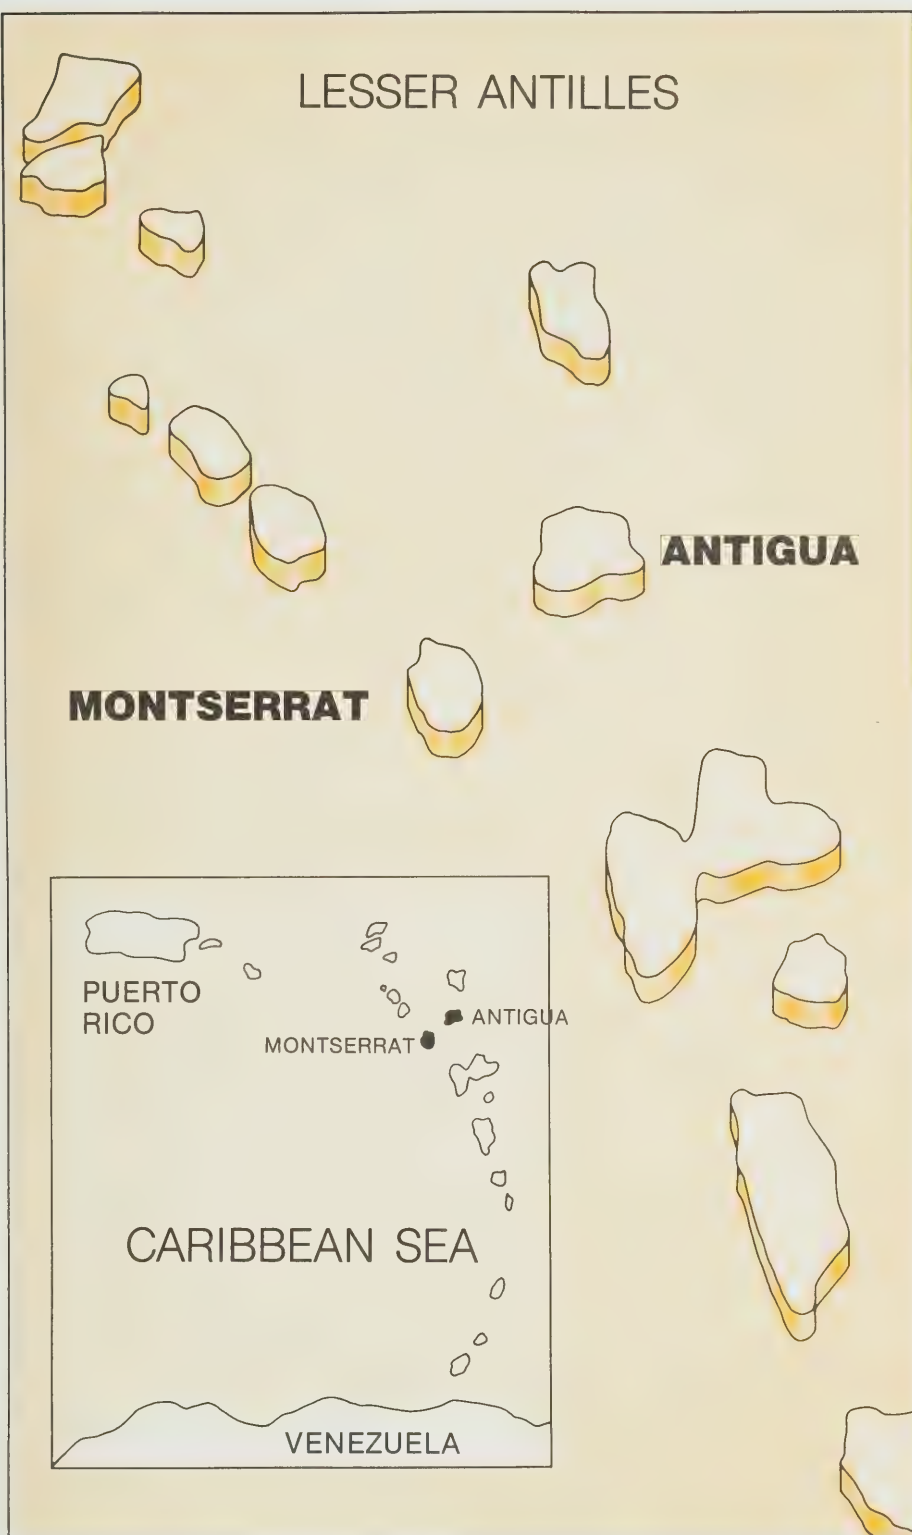 LESSER ANTILLES
ANTIGUA
MONTSERRAT
PUERTO
RICO
ANTIGUA
MONTSERRAT
CARIBBEAN SEA
VENEZUELA